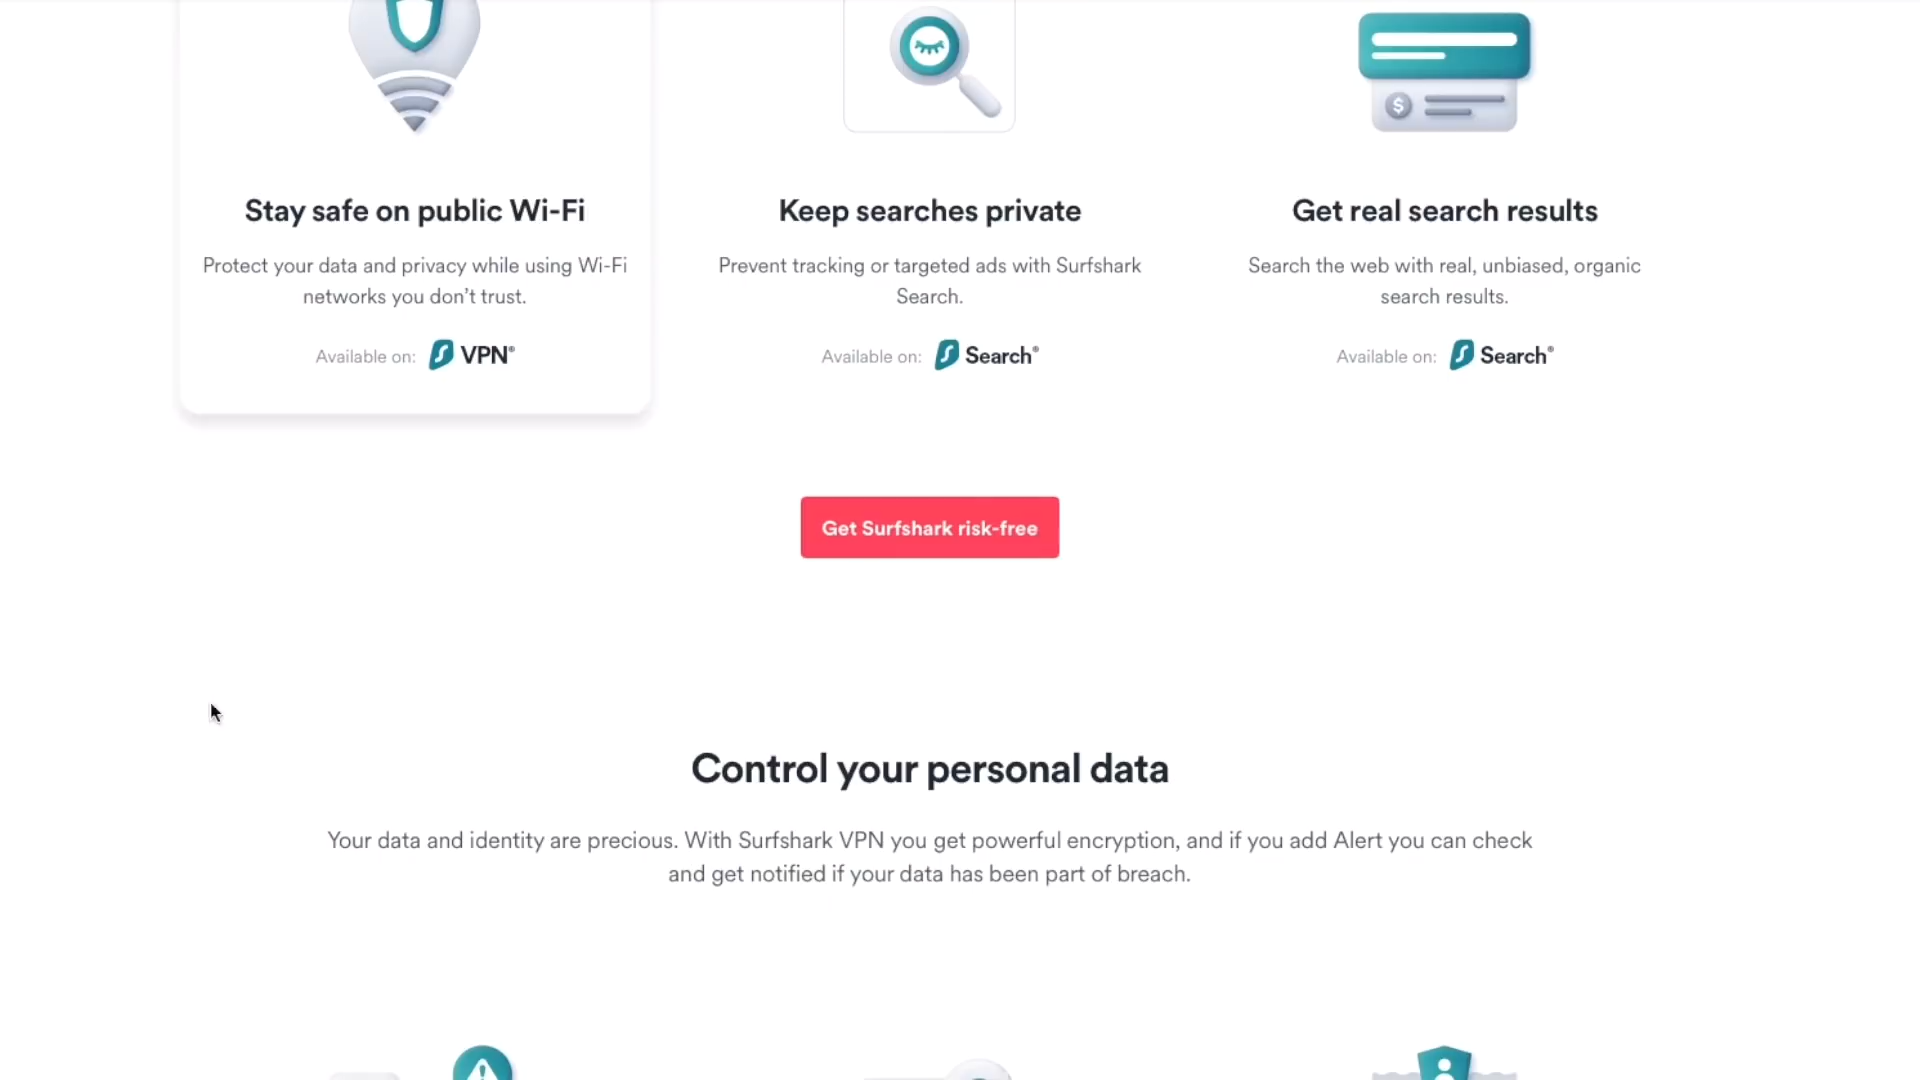 Stay safe on public Wi-Fi
Protect your data and privacy while using Wi-Fi
networks you don’t trust.
Available on: VPN®
Keep searches private
Prevent tracking or targeted ads with Surfshark
Search.
Available on: Search®
Get real search results
Search the web with real, unbiased, organic
search results.
Available on: Search®
Get Surfshark risk-free
Control your personal data
Your data and identity are precious. With Surfshark VPN you get powerful encryption, and if you add Alert you can check
and get notified if your data has been part of breach.